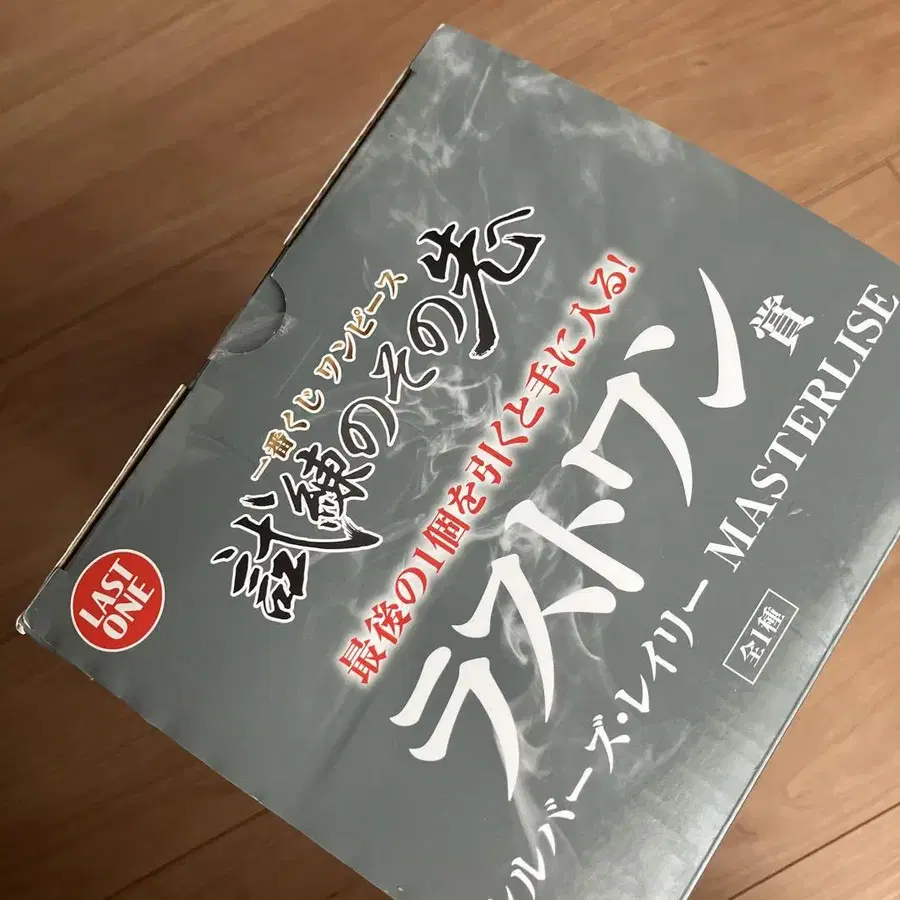 一番くじ ワンピース
試練のその先へ
最後の1個を引くと手に入る!
ラストワン賞
シルバーズ・レイリー MASTERLISE
全1種
LAST
ONE